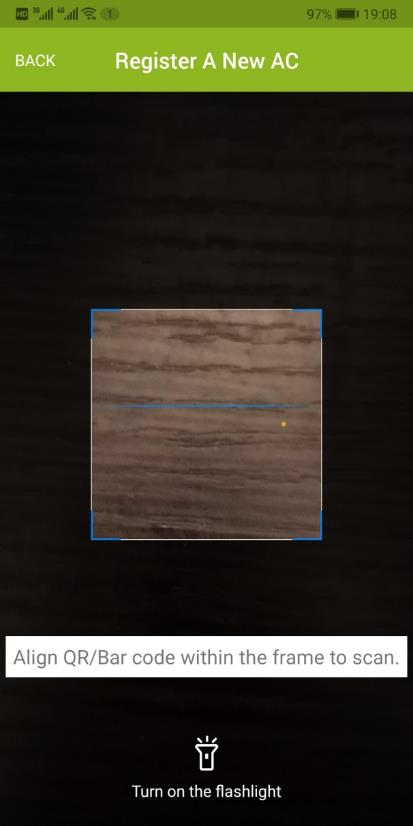 HD 3G 4G 1 97% 19:08
BACK Register A New AC
Align QR/Bar code within the frame to scan.
Turn on the flashlight